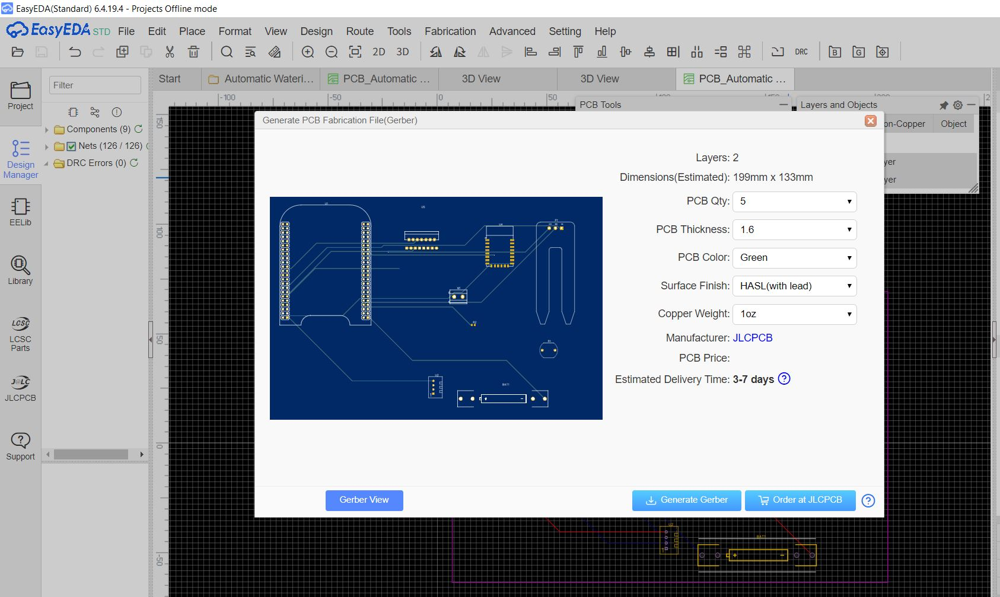 EasyEDA(Standard) 6.4.19.4 - Projects Offline mode
EasyEDA STD File Edit Place Format View Design Route Tools Fabrication Advanced Setting Help
2D 3D DRC B G
Start Automatic Wateri... PCB_Automatic ... 3D View 3D View PCB_Automatic ...
Filter
Project
Design Manager
EELib
Library
LCSC
LCSC Parts
J@LC
JLCPCB
Support
Components (9)
Nets (126 / 126)
DRC Errors (0)
-100 -50 0 50
150
100
50
0
-50
PCB Tools
Layers and Objects
on-Copper Object
yer
yer
Generate PCB Fabrication File(Gerber)
Layers: 2
Dimensions(Estimated): 199mm x 133mm
PCB Qty: 5
PCB Thickness: 1.6
PCB Color: Green
Surface Finish: HASL(with lead)
Copper Weight: 1oz
Manufacturer: JLCPCB
PCB Price:
Estimated Delivery Time: 3-7 days
U1
P1
U2
1
BAT1
+ -
Gerber View
Generate Gerber
Order at JLCPCB
U2
1
BAT1
+ -